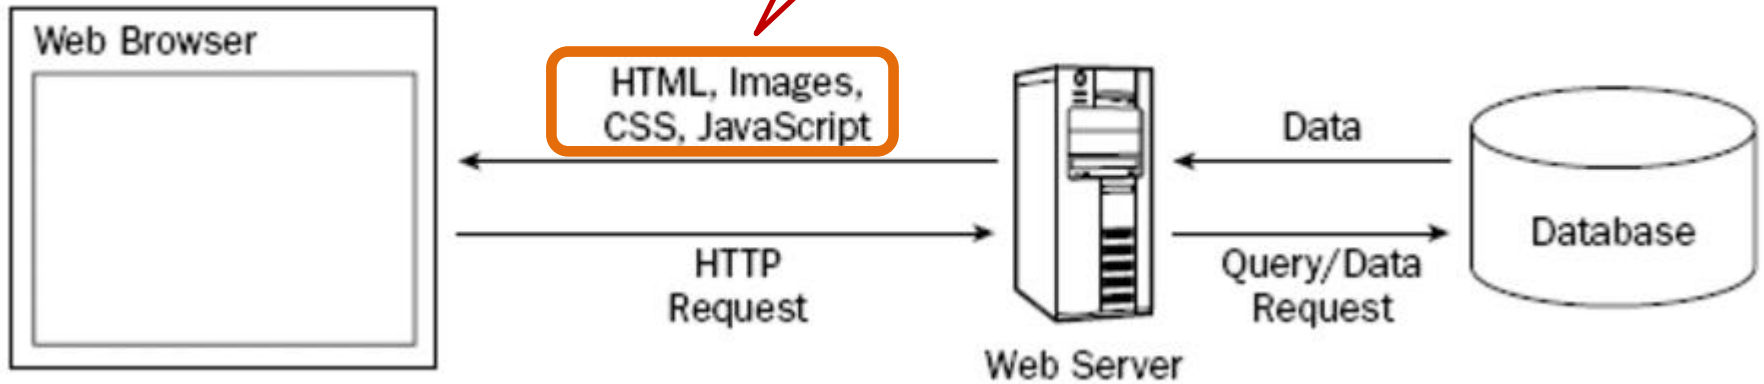 Web Browser
HTML, Images,
CSS, JavaScript
HTTP
Request
Web Server
Data
Query/Data
Request
Database